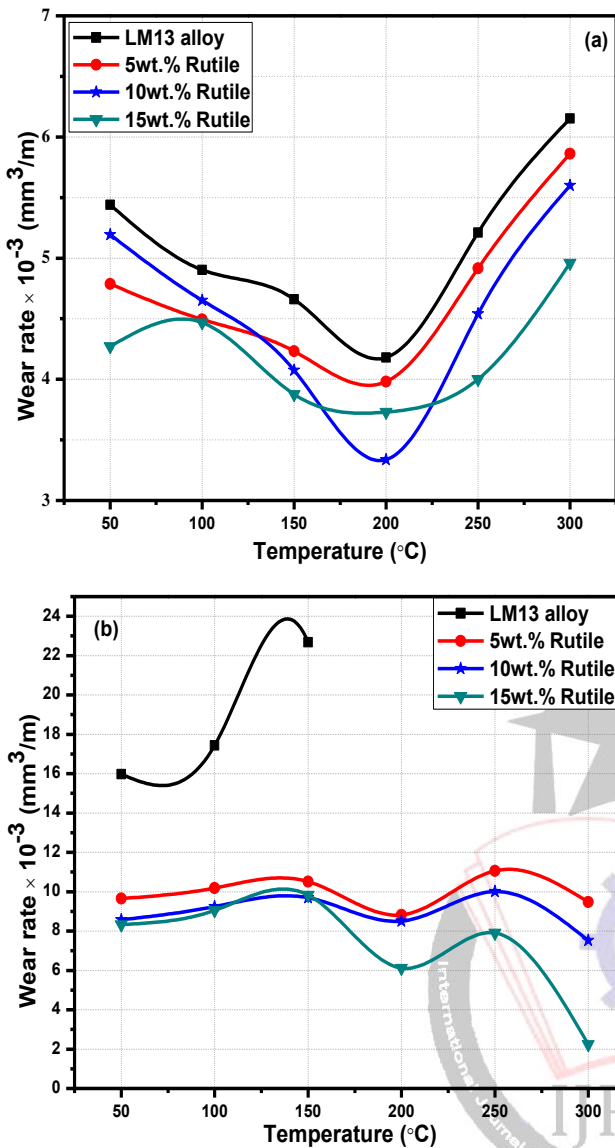 (a)
LM13 alloy
5wt.% Rutile
10wt.% Rutile
15wt.% Rutile
Wear rate × 10⁻³ (mm³/m)
7
6
5
4
3
50 100 150 200 250 300
Temperature (°C)
(b)
LM13 alloy
5wt.% Rutile
10wt.% Rutile
15wt.% Rutile
Wear rate × 10⁻³ (mm³/m)
24
22
20
18
16
14
12
10
8
6
4
2
0
50 100 150 200 250 300
Temperature (°C)
International Journal